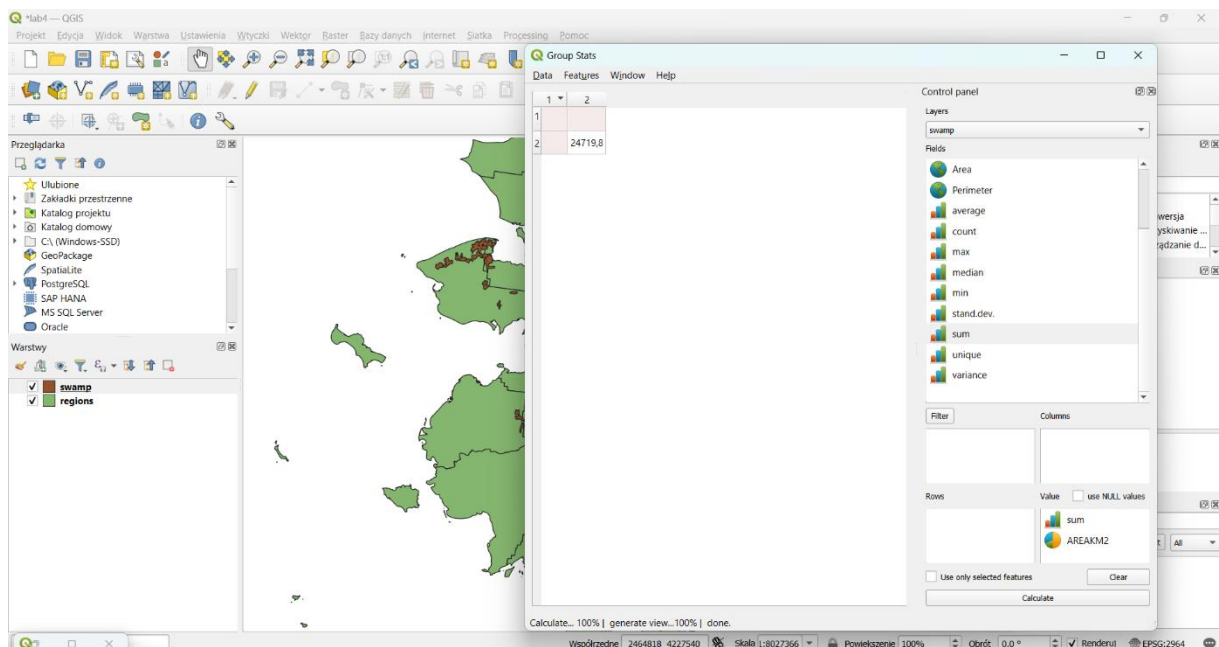 *lab4 — QGIS
Projekt Edycja Widok Warstwa Ustawienia Wtyczki Wektor Raster Bazy danych Internet Siatka Processing Pomoc
Group Stats
Data Features Window Help
1 2
1
2 24719,8
Control panel
Layers
swamp
Fields
Area
Perimeter
average
count
max
median
min
stand.dev.
sum
unique
variance
Filter
Columns
Rows
Value use NULL values
sum
AREAKM2
Use only selected features
Clear
Calculate
Calculate... 100% | generate view...100% | done.
Przeglądarka
Ulubione
Zakładki przestrzenne
Katalog projektu
Katalog domowy
C:\ (Windows-SSD)
GeoPackage
SpatiaLite
PostgreSQL
SAP HANA
MS SQL Server
Oracle
Warstwy
swamp
regions
wersja
yskiwanie ...
ządzanie d...
All
Współrzędne 2464818 4227540 Skala 1:8027366 Powiększenie 100% Obrót 0.0 ° Renderuj EPSG:2964